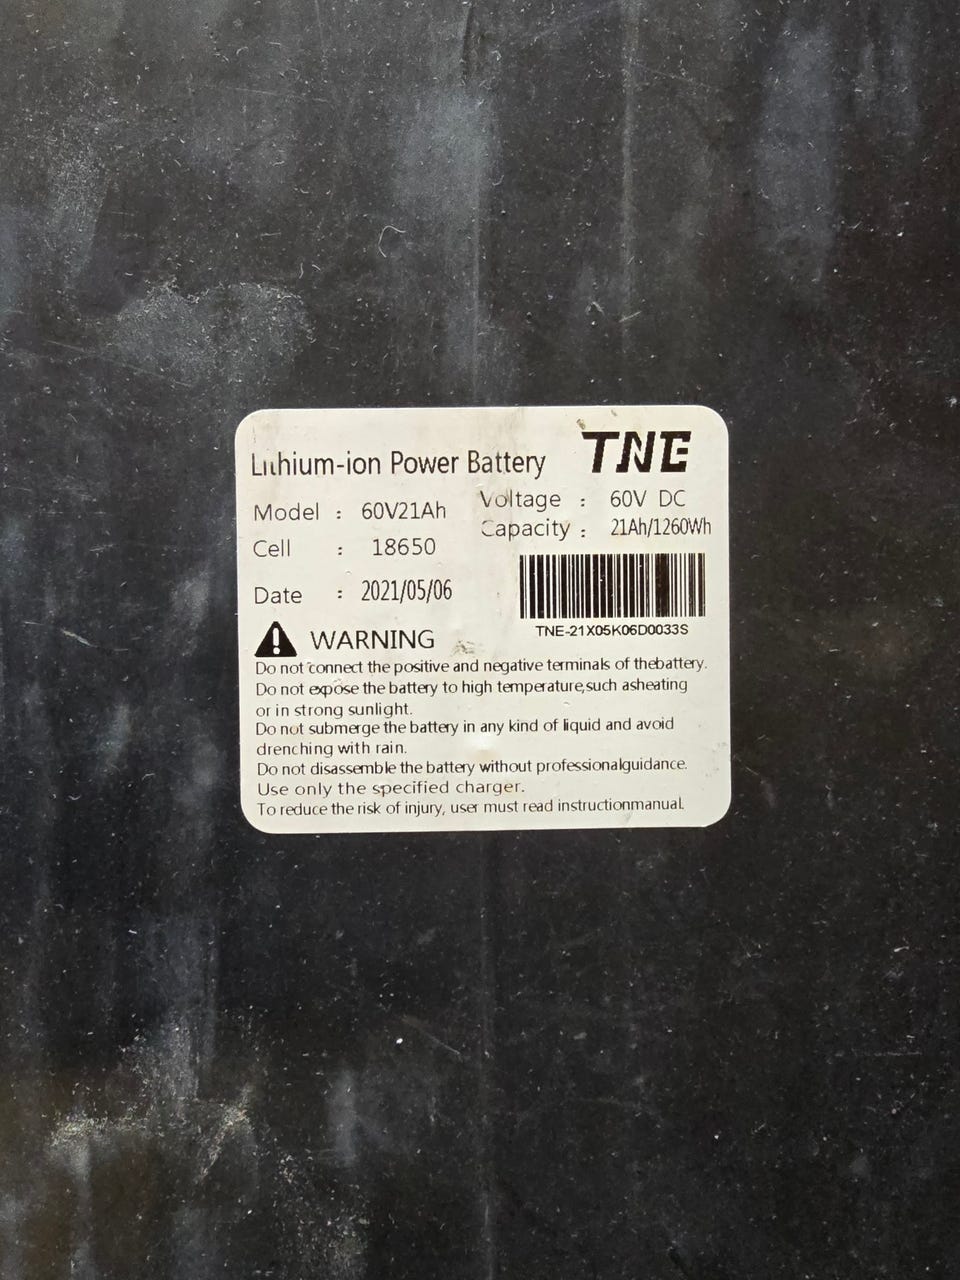 Lithium-ion Power Battery TNE
Model : 60V21Ah Voltage : 60V DC
Cell : 18650 Capacity : 21Ah/1260Wh
Date : 2021/05/06
TNE-21X05K06D0033S
WARNING
Do not connect the positive and negative terminals of thebattery.
Do not expose the battery to high temperature,such asheating
or in strong sunlight.
Do not submerge the battery in any kind of liquid and avoid
drenching with rain.
Do not disassemble the battery without professionalguidance.
Use only the specified charger.
To reduce the risk of injury, user must read instructionmanual.